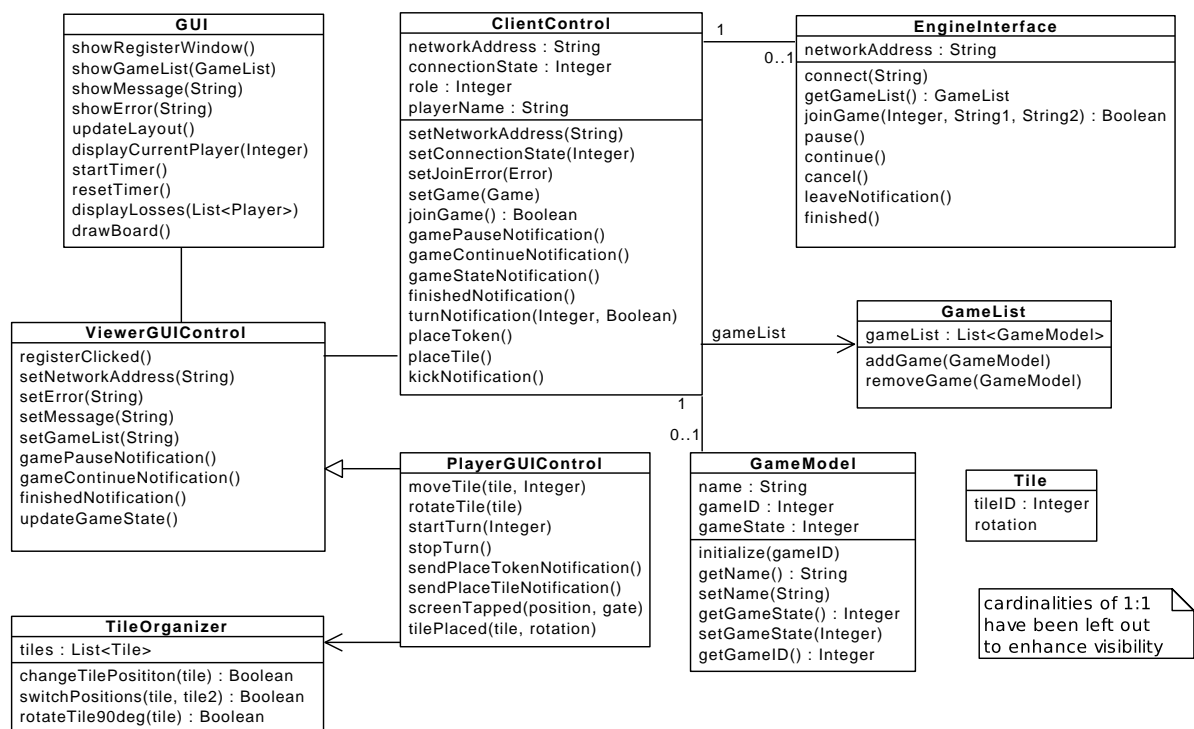 GUI
showRegisterWindow()
showGameList(GameList)
showMessage(String)
showError(String)
updateLayout()
displayCurrentPlayer(Integer)
startTimer()
resetTimer()
displayLosses(List<Player>)
drawBoard()
ClientControl
networkAddress : String
connectionState : Integer
role : Integer
playerName : String
setNetworkAddress(String)
setConnectionState(Integer)
setJoinError(Error)
setGame(Game)
joinGame() : Boolean
gamePauseNotification()
gameContinueNotification()
gameStateNotification()
finishedNotification()
turnNotification(Integer, Boolean)
placeToken()
placeTile()
kickNotification()
1
0..1
EngineInterface
networkAddress : String
connect(String)
getGameList() : GameList
joinGame(Integer, String1, String2) : Boolean
pause()
continue()
cancel()
leaveNotification()
finished()
gameList
GameList
gameList : List<GameModel>
addGame(GameModel)
removeGame(GameModel)
ViewerGUIControl
registerClicked()
setNetworkAddress(String)
setError(String)
setMessage(String)
setGameList(String)
gamePauseNotification()
gameContinueNotification()
finishedNotification()
updateGameState()
1
0..1
PlayerGUIControl
moveTile(tile, Integer)
rotateTile(tile)
startTurn(Integer)
stopTurn()
sendPlaceTokenNotification()
sendPlaceTileNotification()
screenTapped(position, gate)
tilePlaced(tile, rotation)
GameModel
name : String
gameID : Integer
gameState : Integer
initialize(gameID)
getName() : String
setName(String)
getGameState() : Integer
setGameState(Integer)
getGameID() : Integer
Tile
tileID : Integer
rotation
cardinalities of 1:1
have been left out
to enhance visibility
TileOrganizer
tiles : List<Tile>
changeTilePosititon(tile) : Boolean
switchPositions(tile, tile2) : Boolean
rotateTile90deg(tile) : Boolean